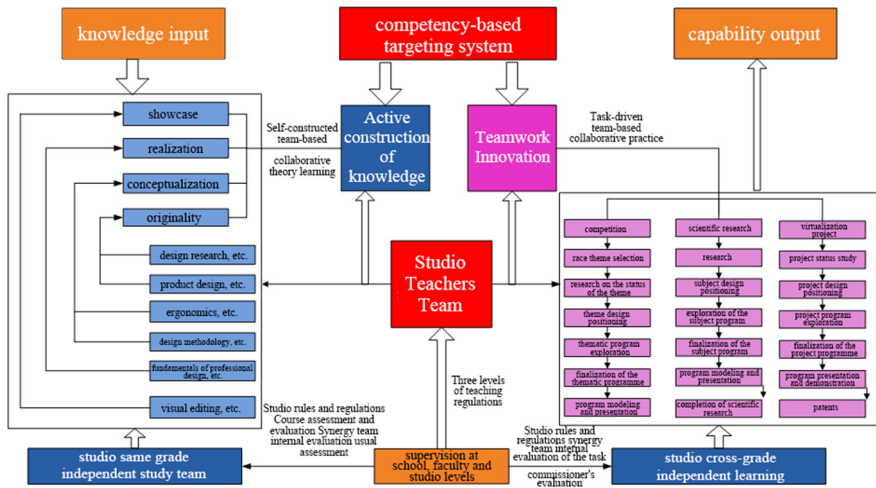 knowledge input
competency-based
targeting system
capability output
showcase
realization
conceptualization
originality
design research, etc.
product design, etc.
ergonomics, etc.
design methodology, etc.
fundamentals of professional
design, etc.
visual editing, etc.
Self-constructed
team-based
collaborative
theory learning
Active
construction
of
knowledge
Teamwork
Innovation
Task-driven
team-based
collaborative practice
Studio
Teachers
Team
competition
race theme selection
research on the status
of the theme
theme design
positioning
thematic program
exploration
finalization of the
thematic programme
program modeling
and presentation
scientific research
research
subject design
positioning
exploration of the
subject program
finalization of the
subject program
program modeling and
presentation
completion of scientific
research
virtualization
project
project status study
project design
positioning
project program
exploration
finalization of the
project programme
program presentation
and demonstration
patents
Three levels
of teaching
regulations
Studio rules and regulations
Course assessment and
evaluation Synergy team
internal evaluation usual
assessment
Studio rules and
regulations synergy
team internal
evaluation of the task
commissioner's
evaluation
studio same grade
independent study team
supervision at
school, faculty and
studio levels
studio cross-grade
independent learning